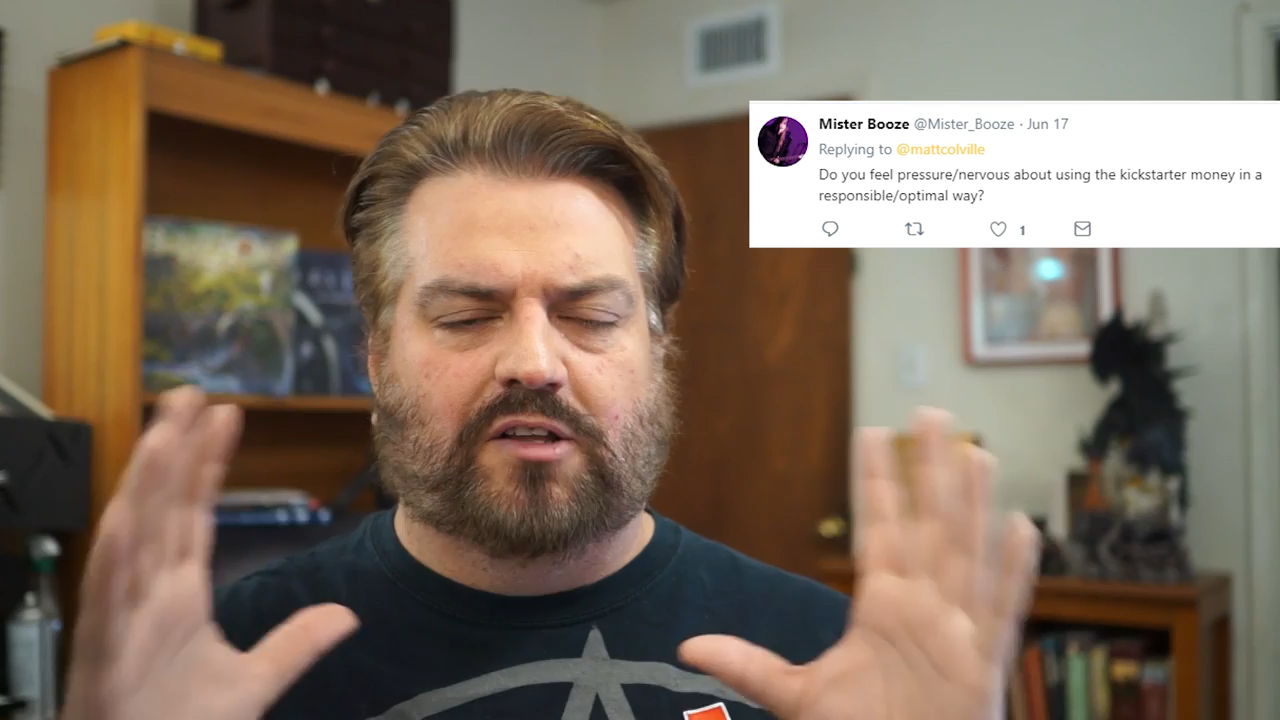 Mister Booze @Mister_Booze · Jun 17
Replying to @mattcolville
Do you feel pressure/nervous about using the kickstarter money in a
responsible/optimal way?
1